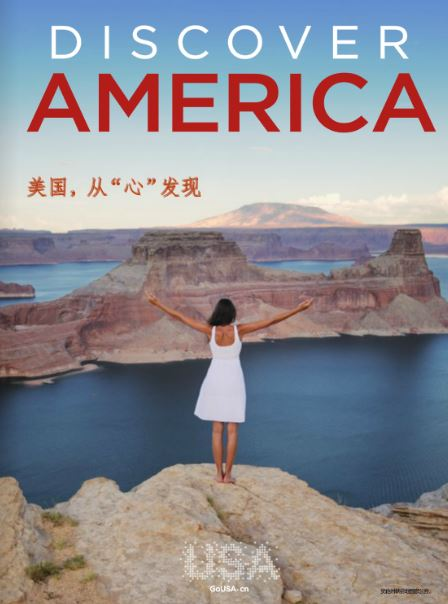 DISCOVER
AMERICA
美国，从“心”发现
USA
GoUSA.cn